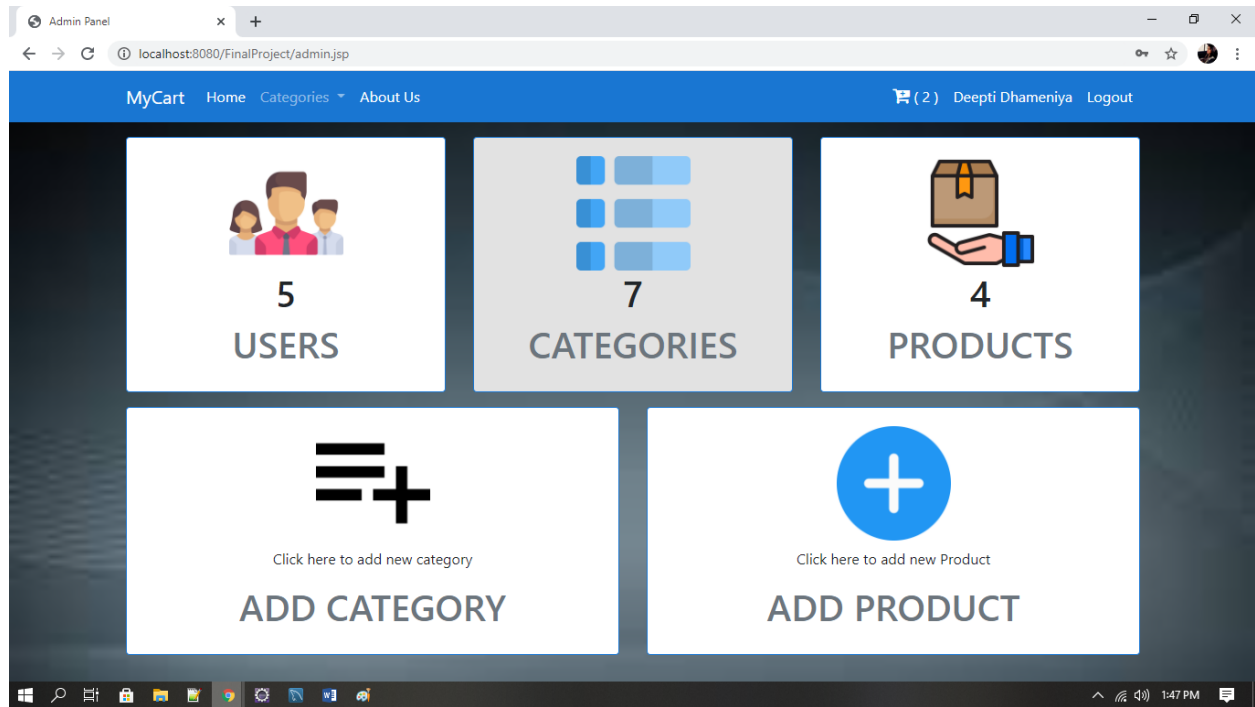 Admin Panel
localhost:8080/FinalProject/admin.jsp
MyCart Home Categories About Us ( 2 ) Deepti Dhameniya Logout
5
USERS
7
CATEGORIES
4
PRODUCTS
Click here to add new category
ADD CATEGORY
Click here to add new Product
ADD PRODUCT
1:47 PM